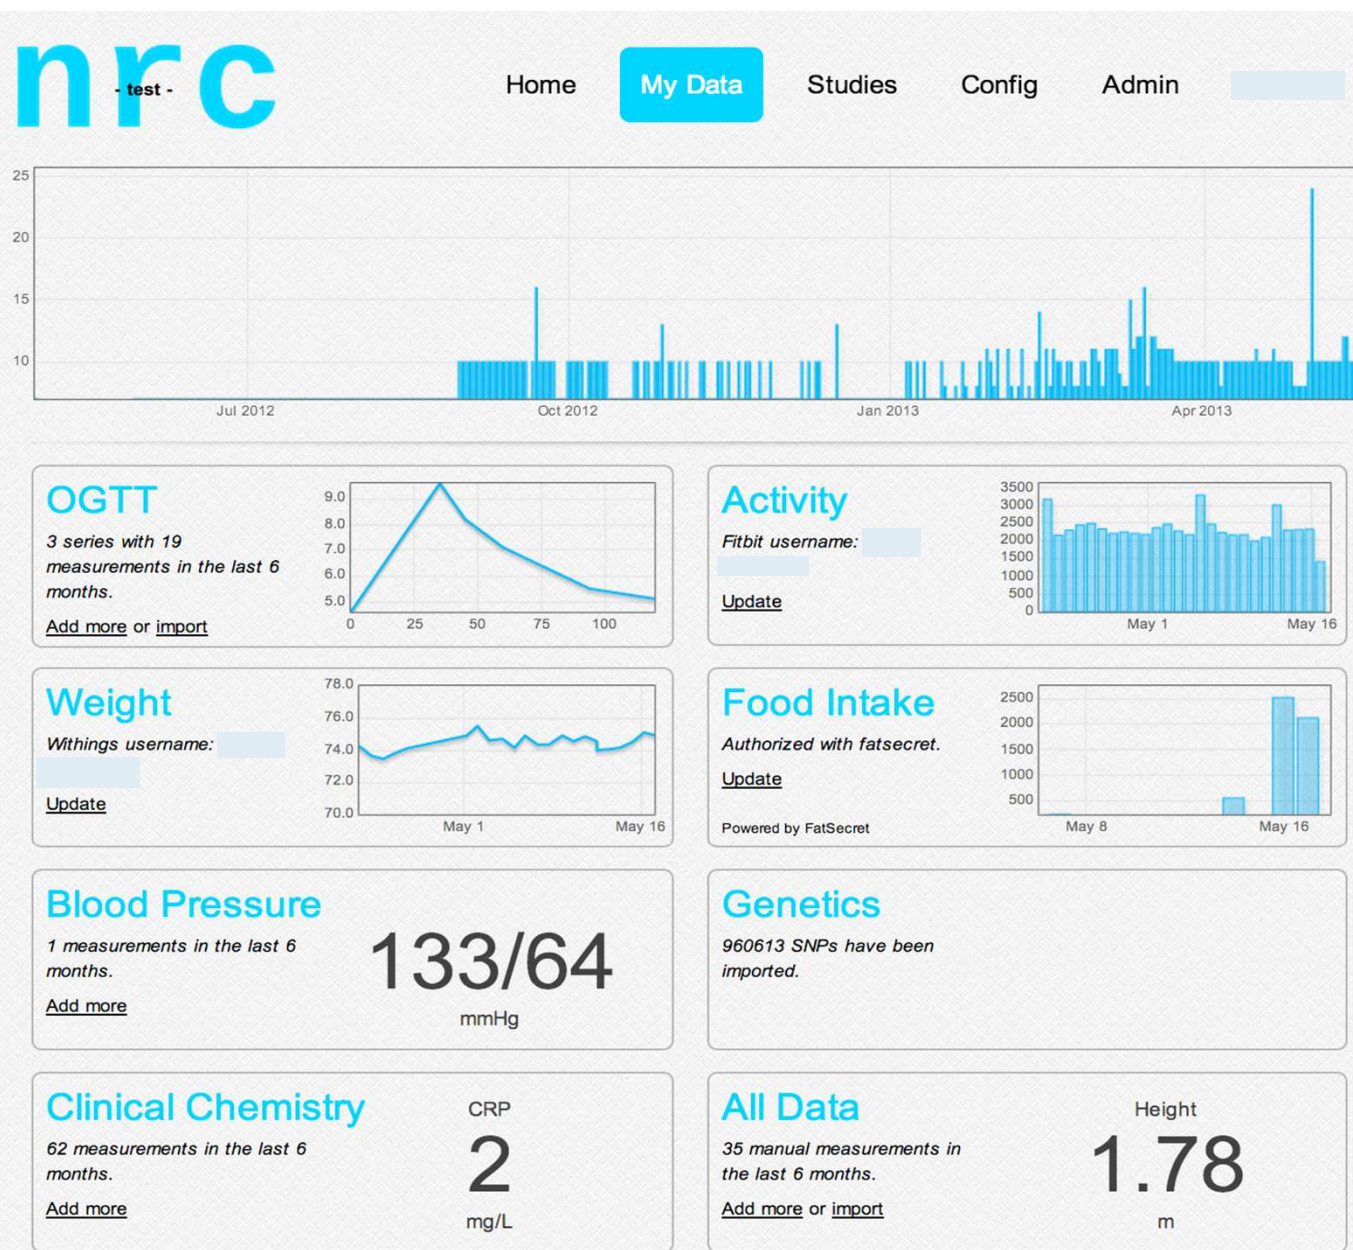 nrc
- test -
Home My Data Studies Config Admin
25
20
15
10
Jul 2012 Oct 2012 Jan 2013 Apr 2013
OGTT
3 series with 19
measurements in the last 6
months.
Add more or import
9.0
8.0
7.0
6.0
5.0
0 25 50 75 100
Activity
Fitbit username:
Update
3500
3000
2500
2000
1500
1000
500
0
May 1 May 16
Weight
Withings username:
Update
78.0
76.0
74.0
72.0
70.0
May 1 May 16
Food Intake
Authorized with fatsecret.
Update
Powered by FatSecret
2500
2000
1500
1000
500
May 8 May 16
Blood Pressure
1 measurements in the last 6
months.
Add more
133/64
mmHg
Genetics
960613 SNPs have been
imported.
Clinical Chemistry
62 measurements in the last 6
months.
Add more
CRP
2
mg/L
All Data
35 manual measurements in
the last 6 months.
Add more or import
Height
1.78
m